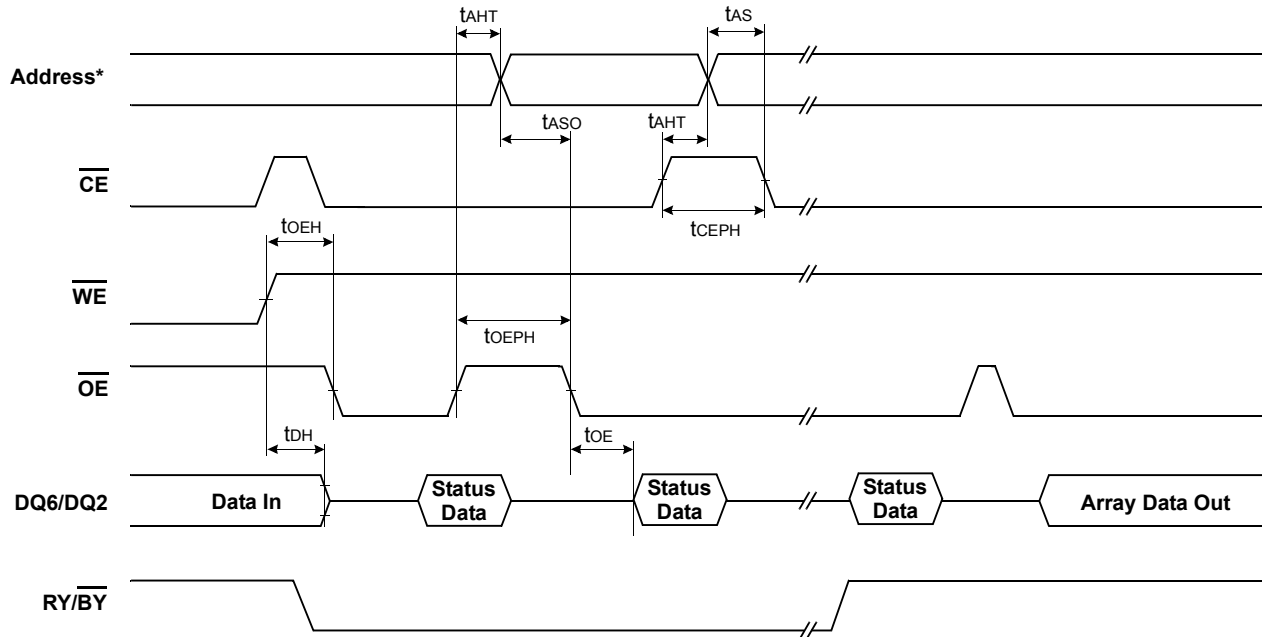 tAHT
tAS
Address*
tASO
tAHT
CE
tCEPH
tOEH
WE
tOEPH
OE
tDH
tOE
DQ6/DQ2
Data In
Status
Data
Status
Data
Status
Data
Array Data Out
RY/BY